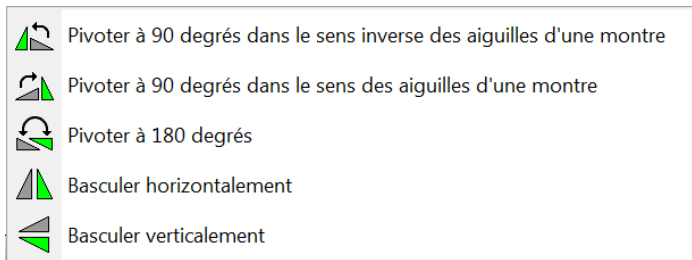 Pivoter à 90 degrés dans le sens inverse des aiguilles d'une montre
Pivoter à 90 degrés dans le sens des aiguilles d'une montre
Pivoter à 180 degrés
Basculer horizontalement
Basculer verticalement